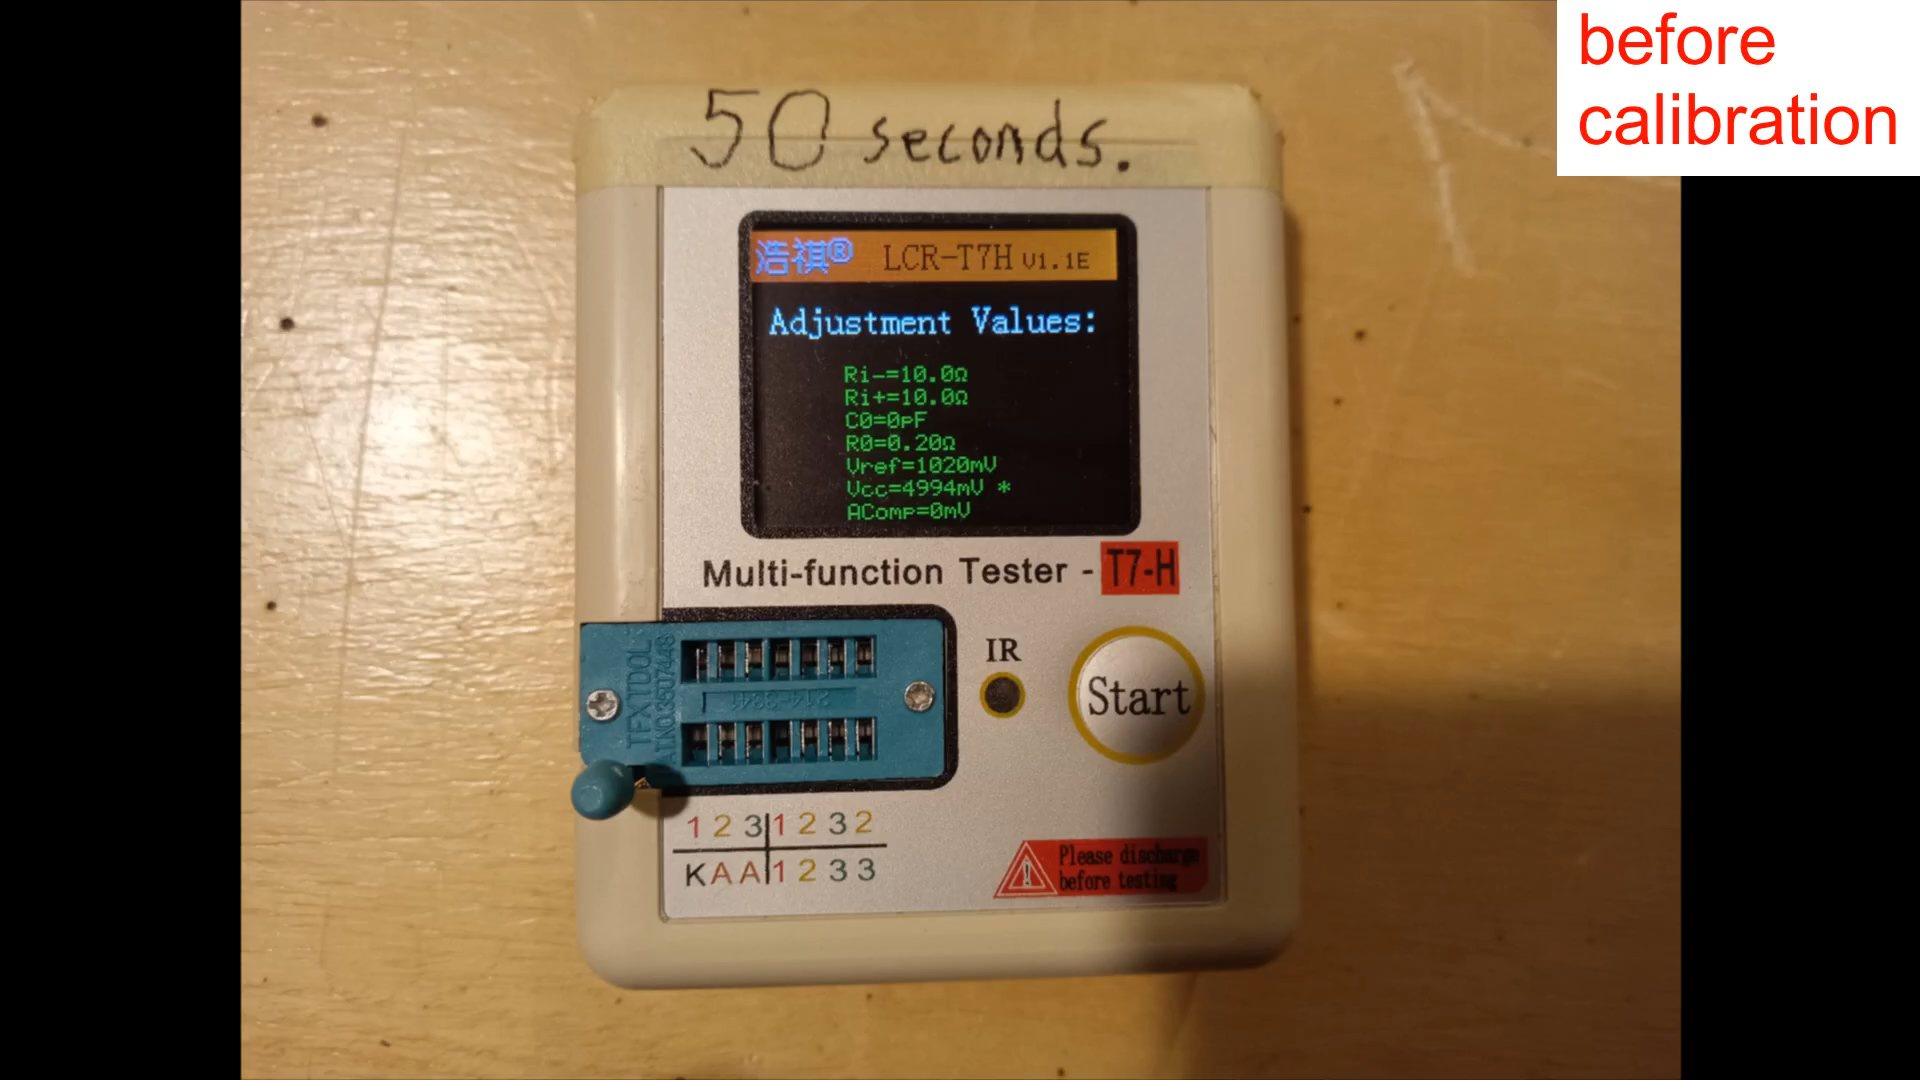 before
calibration
50 seconds.
浩祺® LCR-T7H V1.1E
Adjustment Values:
Ri-=10.0Ω
Ri+=10.0Ω
C0=0pF
R0=0.20Ω
Vref=1020mV
Vcc=4994mV *
AComp=0mV
Multi-function Tester - T7-H
TEXTOOL
214-3341
IR
Start
1 2 3 1 2 3 2
K A A 1 2 3 3
Please discharge
before testing